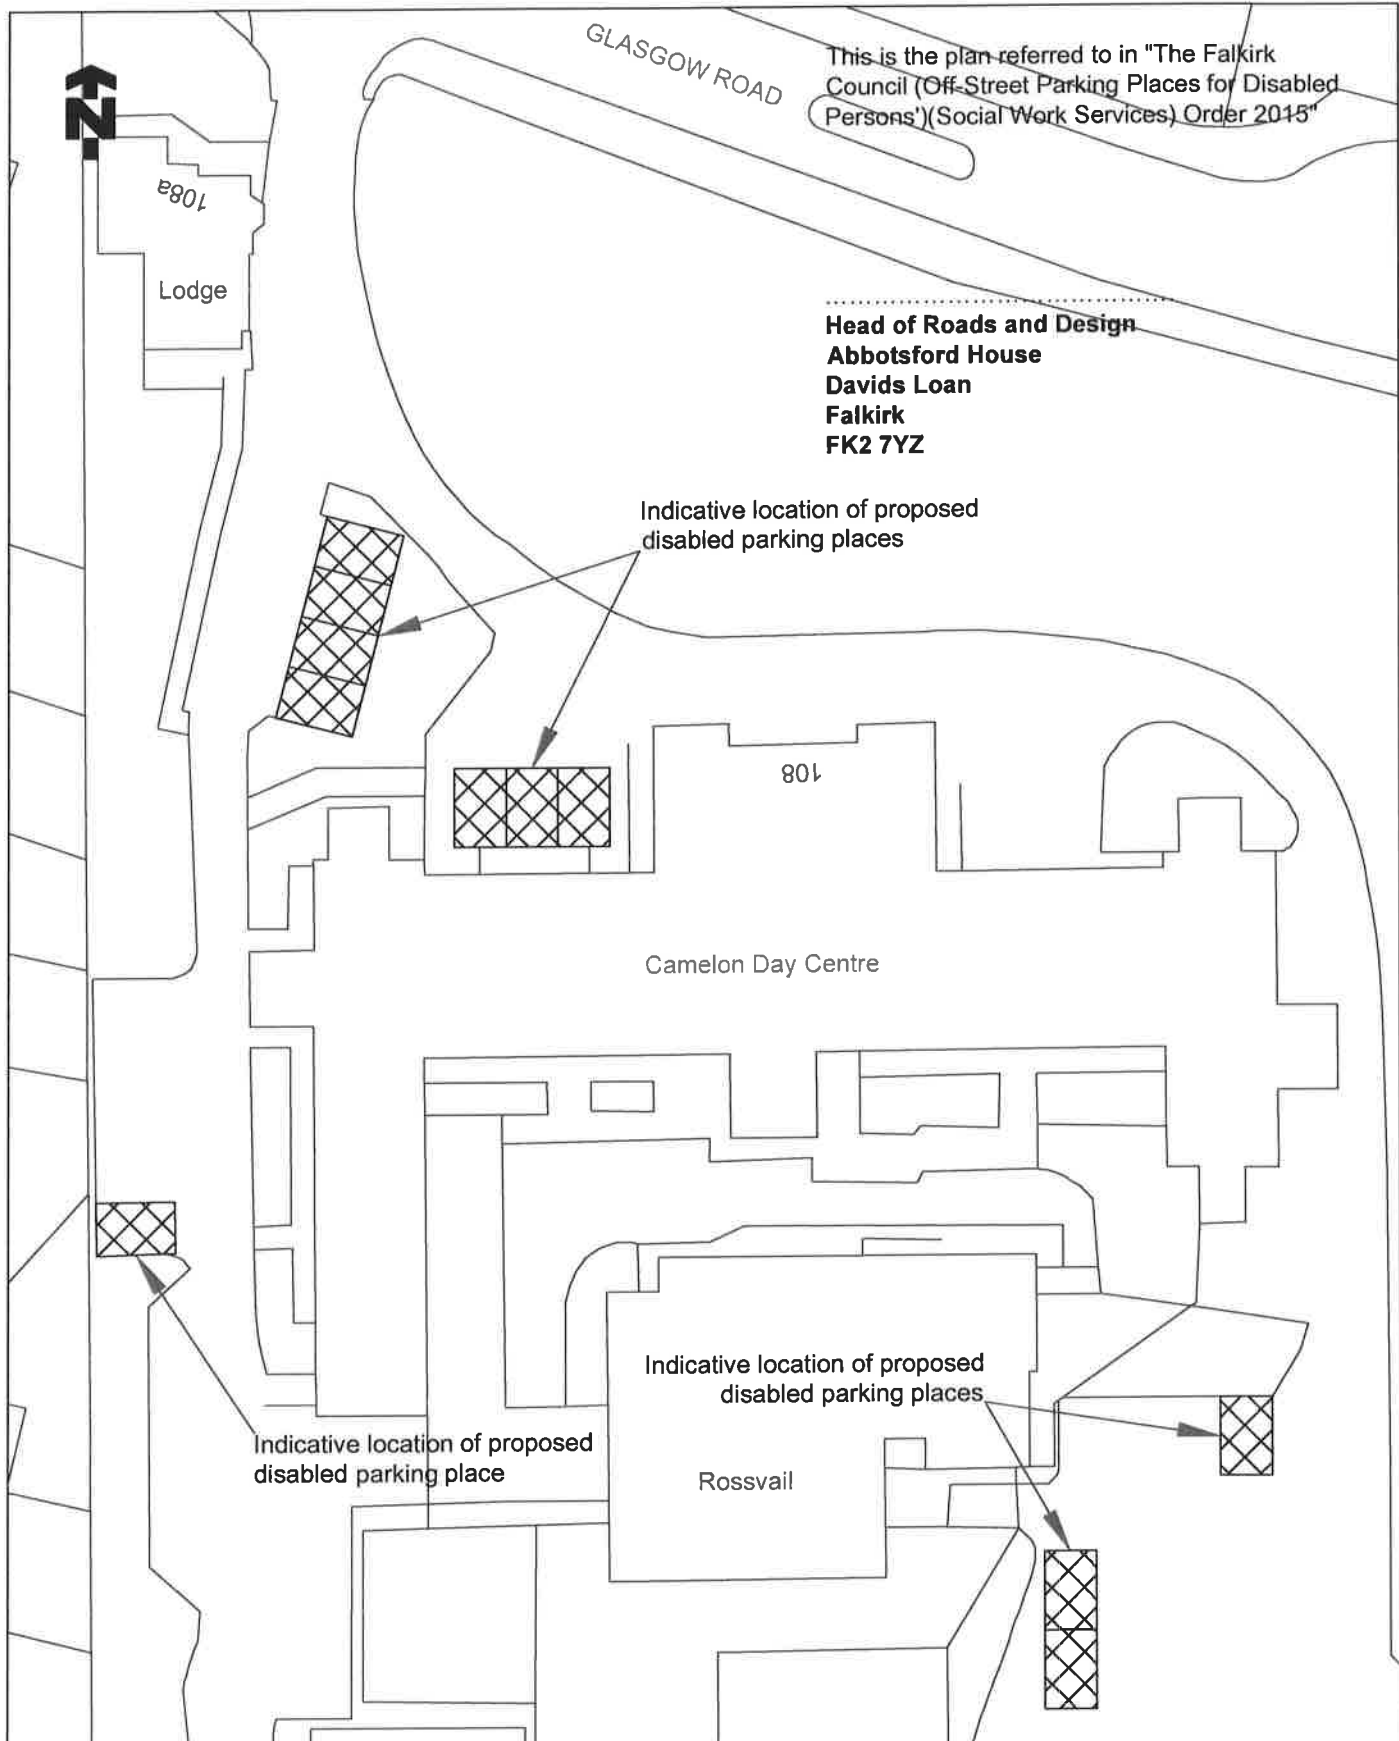 GLASGOW ROAD
This is the plan referred to in "The Falkirk
Council (Off-Street Parking Places for Disabled
Persons')(Social Work Services) Order 2015"
N
108a
Lodge
Head of Roads and Design
Abbotsford House
Davids Loan
Falkirk
FK2 7YZ
Indicative location of proposed
disabled parking places
108
Camelon Day Centre
Indicative location of proposed
disabled parking places
Indicative location of proposed
disabled parking place
Rossvail